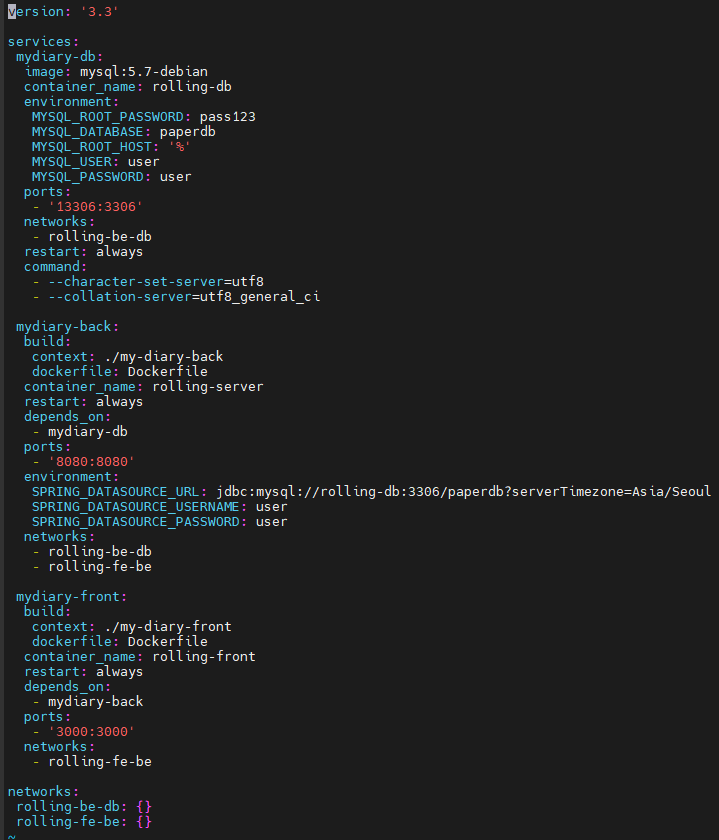 version: '3.3'

services:
 mydiary-db:
  image: mysql:5.7-debian
  container_name: rolling-db
  environment:
   MYSQL_ROOT_PASSWORD: pass123
   MYSQL_DATABASE: paperdb
   MYSQL_ROOT_HOST: '%'
   MYSQL_USER: user
   MYSQL_PASSWORD: user
  ports:
   - '13306:3306'
  networks:
   - rolling-be-db
  restart: always
  command:
   - --character-set-server=utf8
   - --collation-server=utf8_general_ci

 mydiary-back:
  build:
   context: ./my-diary-back
   dockerfile: Dockerfile
  container_name: rolling-server
  restart: always
  depends_on:
   - mydiary-db
  ports:
   - '8080:8080'
  environment:
   SPRING_DATASOURCE_URL: jdbc:mysql://rolling-db:3306/paperdb?serverTimezone=Asia/Seoul
   SPRING_DATASOURCE_USERNAME: user
   SPRING_DATASOURCE_PASSWORD: user
  networks:
   - rolling-be-db
   - rolling-fe-be

 mydiary-front:
  build:
   context: ./my-diary-front
   dockerfile: Dockerfile
  container_name: rolling-front
  restart: always
  depends_on:
   - mydiary-back
  ports:
   - '3000:3000'
  networks:
   - rolling-fe-be

networks:
 rolling-be-db: {}
 rolling-fe-be: {}
~